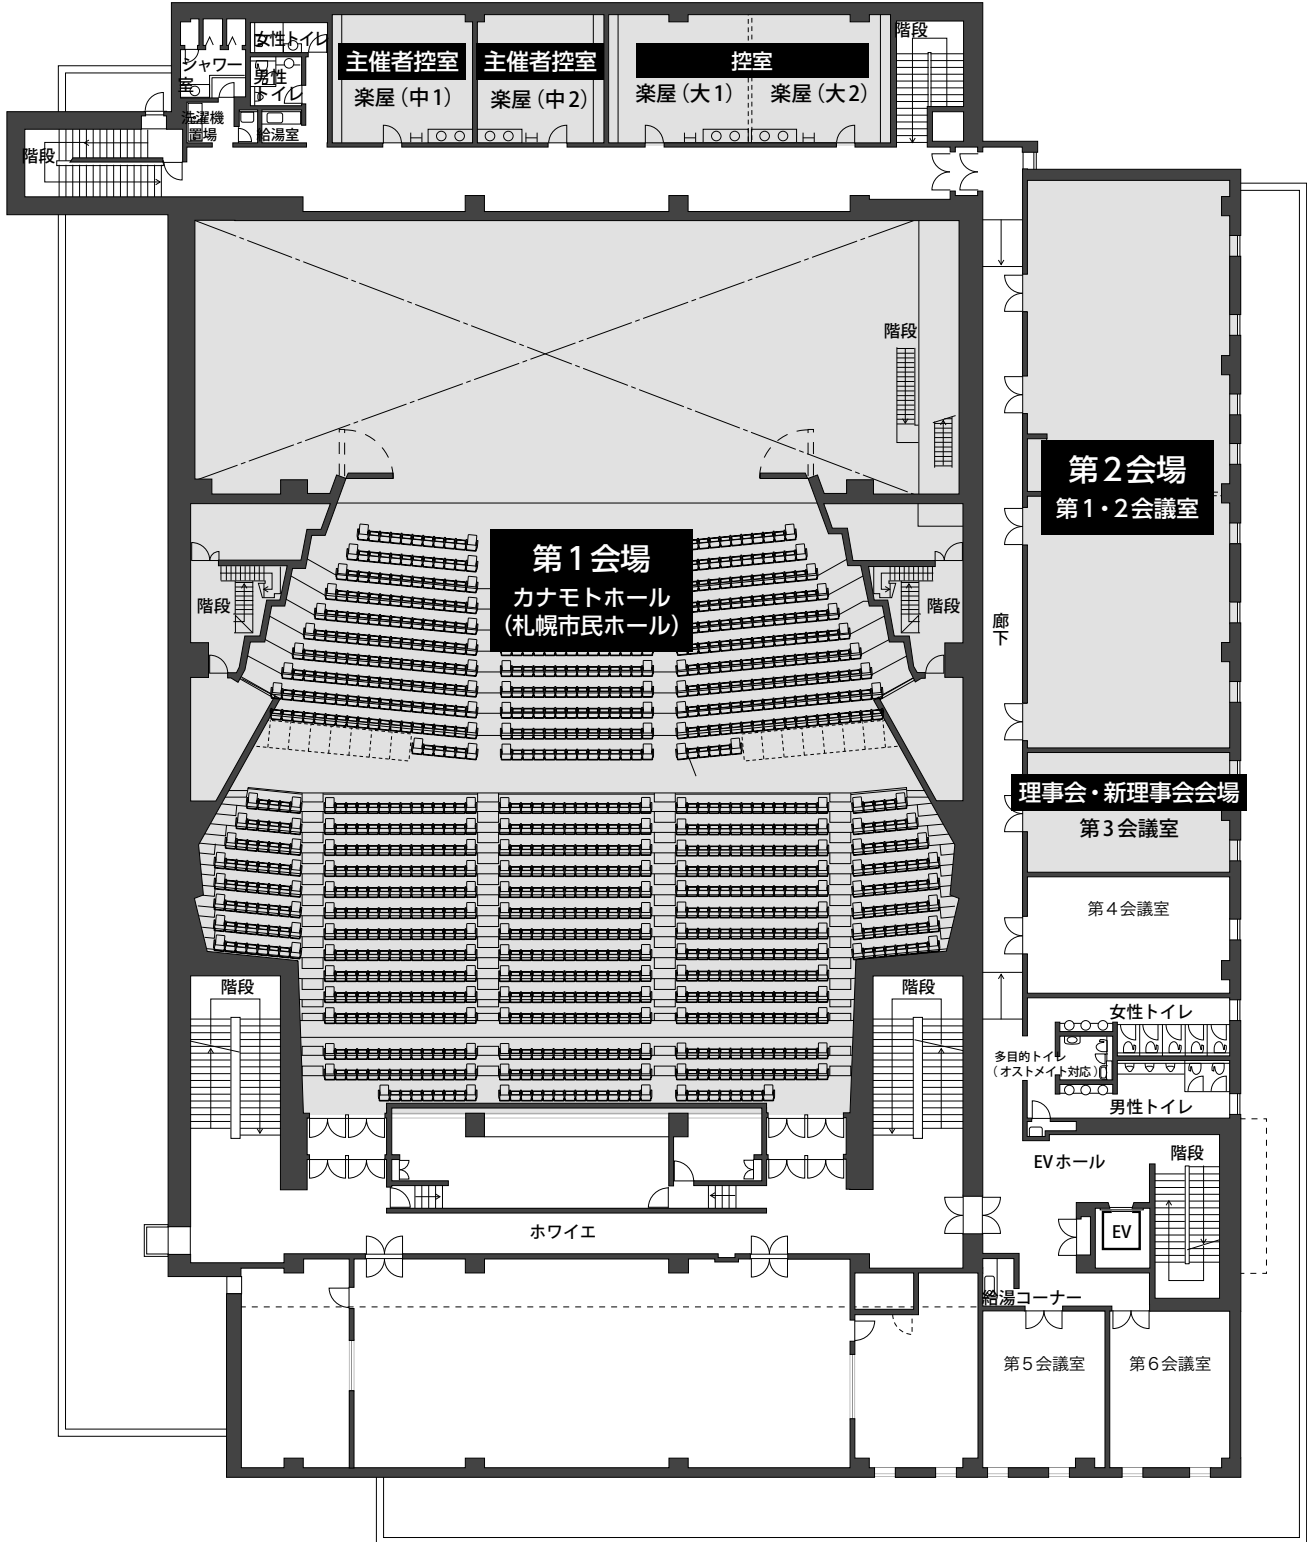 階段
女性トイレ
シャワー
室
男性
トイレ
洗濯機
置場
給湯室
階段
主催者控室
楽屋（中1）
主催者控室
楽屋（中2）
控室
楽屋（大1）
楽屋（大2）
階段
第２会場
第１・２会議室
第１会場
カナモトホール
（札幌市民ホール）
階段
階段
廊下
理事会・新理事会会場
第３会議室
第４会議室
階段
階段
女性トイレ
多目的トイレ
（オストメイト対応）
男性トイレ
EVホール
階段
EV
ホワイエ
給湯コーナー
第５会議室
第６会議室